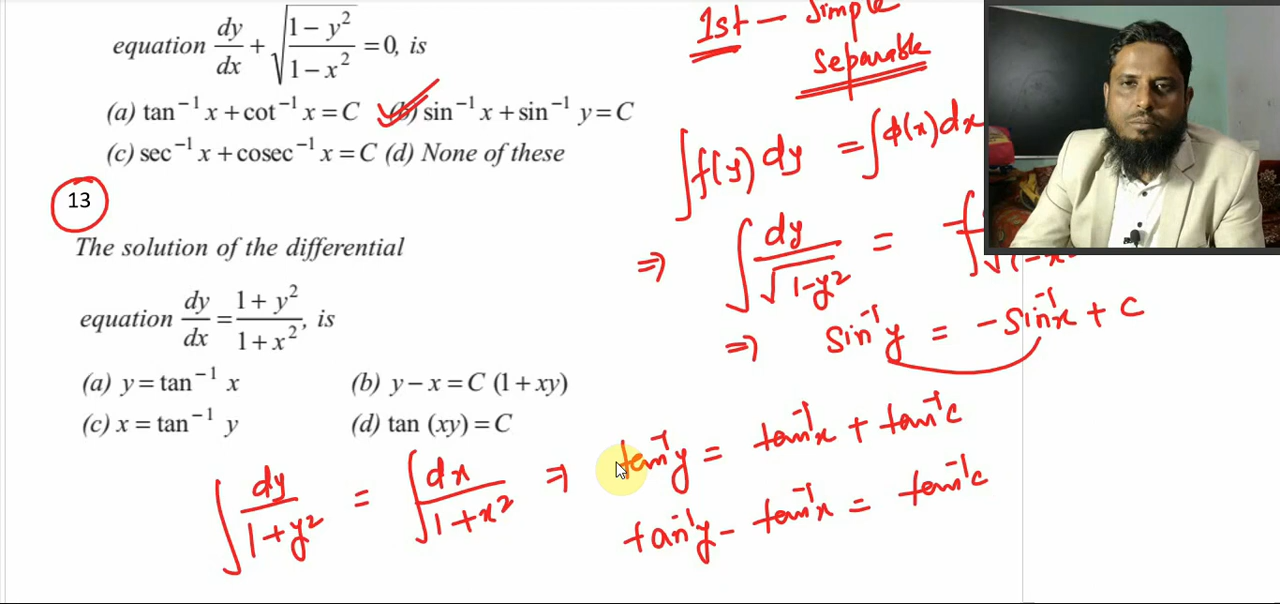 equation dy/dx + √((1 − y²)/(1 − x²)) = 0, is
(a) tan⁻¹ x + cot⁻¹ x = C (b) sin⁻¹ x + sin⁻¹ y = C
(c) sec⁻¹ x + cosec⁻¹ x = C (d) None of these
13
The solution of the differential
equation dy/dx = (1 + y²)/(1 + x²), is
(a) y = tan⁻¹ x (b) y − x = C (1 + xy)
(c) x = tan⁻¹ y (d) tan (xy) = C
∫ dy/(1+y²) = ∫ dx/(1+x²) ⇒ tan⁻¹y = tan⁻¹x + tan⁻¹c
tan⁻¹y − tan⁻¹x = tan⁻¹c
1st — Simple
Separable
∫f(y) dy = ∫φ(x) dx
⇒ ∫ dy/√(1−y²) = −∫
⇒ sin⁻¹y = −sin⁻¹x + c